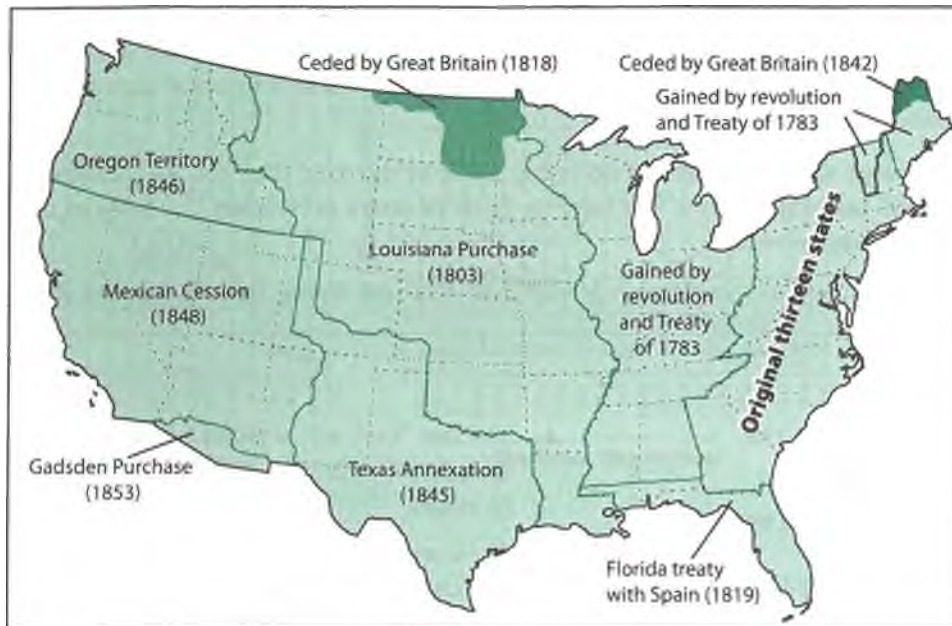 Ceded by Great Britain (1818)
Ceded by Great Britain (1842)
Gained by revolution
and Treaty of 1783
Oregon Territory
(1846)
Louisiana Purchase
(1803)
Mexican Cession
(1848)
Gained by
revolution
and Treaty
of 1783
Original thirteen states
Gadsden Purchase
(1853)
Texas Annexation
(1845)
Florida treaty
with Spain (1819)